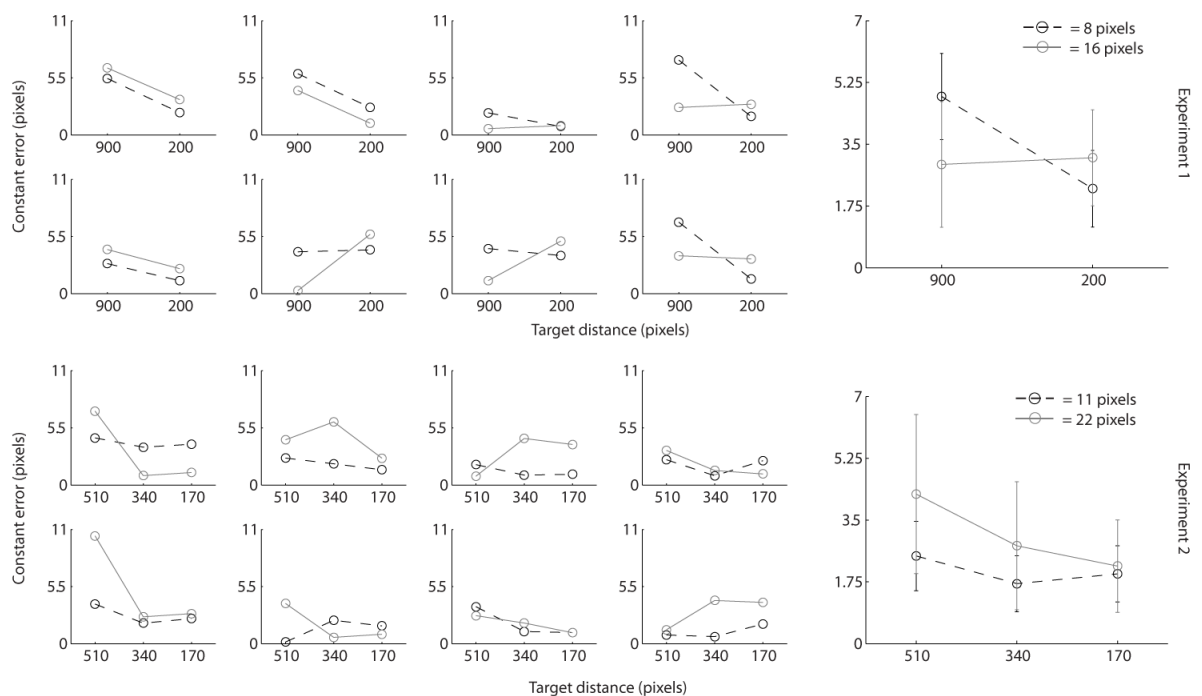 11 11 11 11
5.5 5.5 5.5 5.5
0 0 0 0
900 200 900 200 900 200 900 200
11 11 11 11
5.5 5.5 5.5 5.5
0 0 0 0
900 200 900 200 900 200 900 200
Constant error (pixels)
Target distance (pixels)
7
5.25
3.5
1.75
0
900 200
= 8 pixels
= 16 pixels
Experiment 1
11 11 11 11
5.5 5.5 5.5 5.5
0 0 0 0
510 340 170 510 340 170 510 340 170 510 340 170
11 11 11 11
5.5 5.5 5.5 5.5
0 0 0 0
510 340 170 510 340 170 510 340 170 510 340 170
Constant error (pixels)
Target distance (pixels)
7
5.25
3.5
1.75
0
510 340 170
= 11 pixels
= 22 pixels
Experiment 2